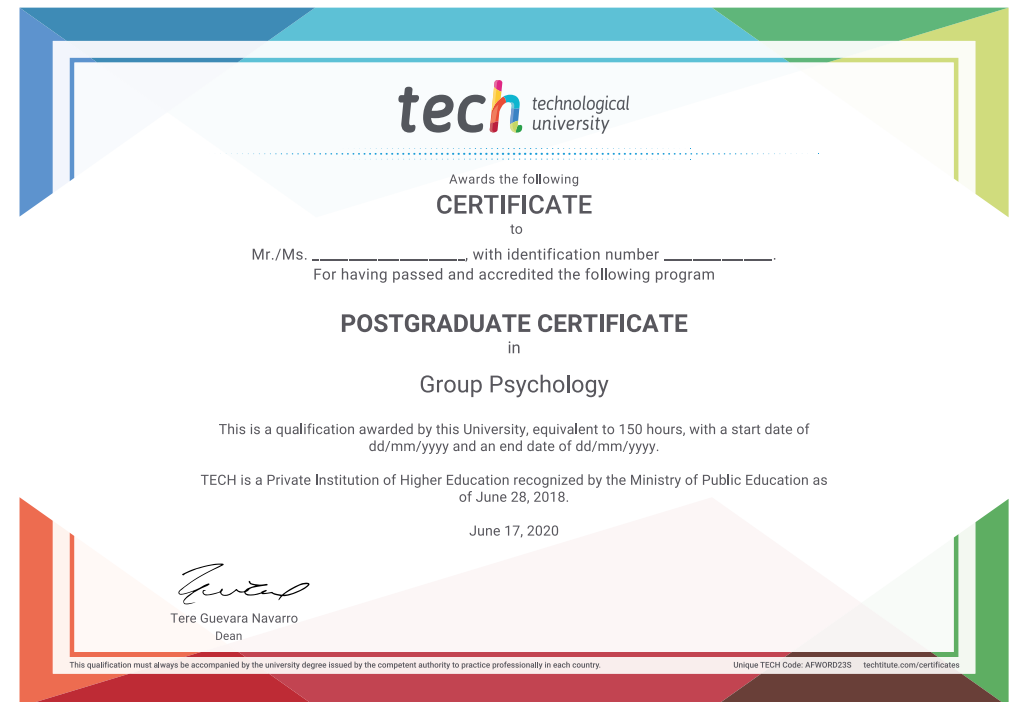 tech technological
university
Awards the following
CERTIFICATE
to
Mr./Ms. __________________, with identification number _____________.
For having passed and accredited the following program
POSTGRADUATE CERTIFICATE
in
Group Psychology
This is a qualification awarded by this University, equivalent to 150 hours, with a start date of
dd/mm/yyyy and an end date of dd/mm/yyyy.
TECH is a Private Institution of Higher Education recognized by the Ministry of Public Education as
of June 28, 2018.
June 17, 2020
Tere Guevara Navarro
Dean
This qualification must always be accompanied by the university degree issued by the competent authority to practice professionally in each country.
Unique TECH Code: AFWORD23S techtitute.com/certificates